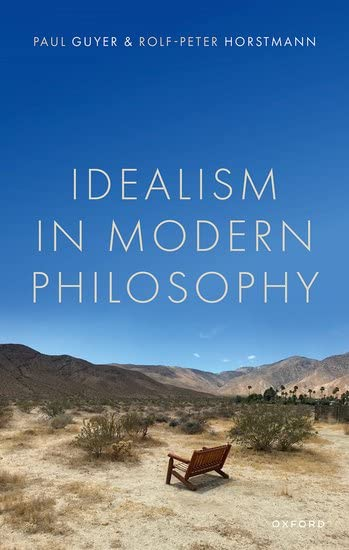 PAUL GUYER & ROLF-PETER HORSTMANN
IDEALISM
IN MODERN
PHILOSOPHY
OXFORD